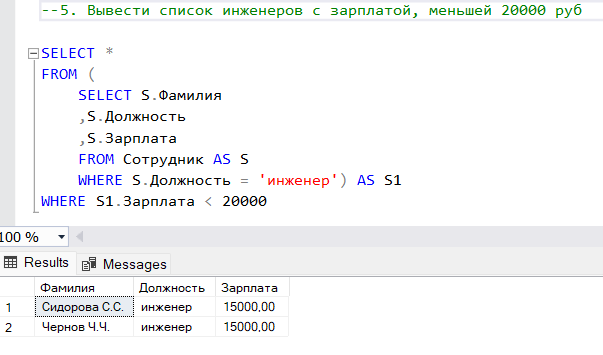 --5. Вывести список инженеров с зарплатой, меньшей 20000 руб
SELECT *
FROM (
SELECT S.Фамилия
,S.Должность
,S.Зарплата
FROM Сотрудник AS S
WHERE S.Должность = 'инженер') AS S1
WHERE S1.Зарплата < 20000
100 %
Results Messages
Фамилия Должность Зарплата
1 Сидорова С.С. инженер 15000,00
2 Чернов Ч.Ч. инженер 15000,00